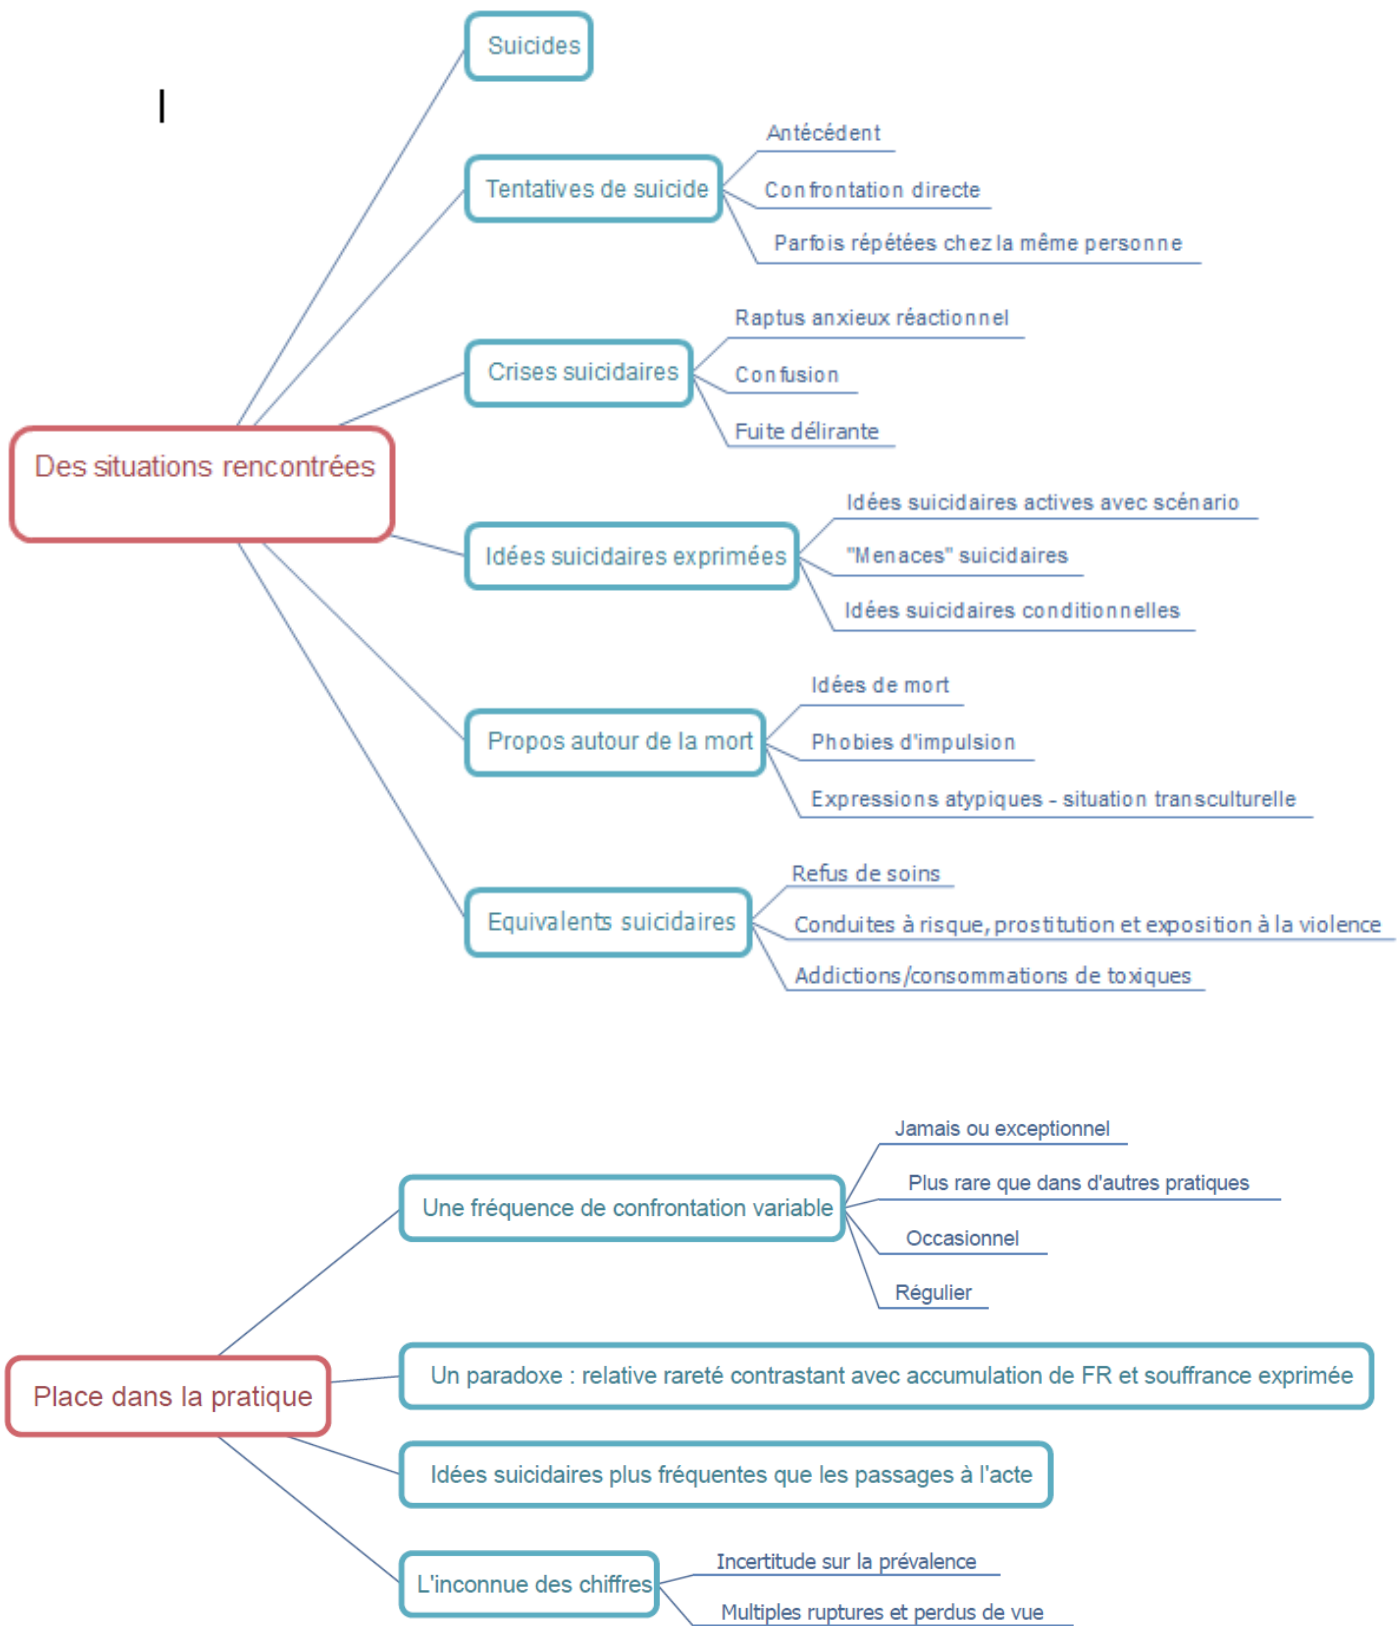 Suicides
Tentatives de suicide
Antécédent
Confrontation directe
Parfois répétées chez la même personne
Crises suicidaires
Raptus anxieux réactionnel
Confusion
Fuite délirante
Des situations rencontrées
Idées suicidaires exprimées
Idées suicidaires actives avec scénario
"Menaces" suicidaires
Idées suicidaires conditionnelles
Propos autour de la mort
Idées de mort
Phobies d'impulsion
Expressions atypiques - situation transculturelle
Equivalents suicidaires
Refus de soins
Conduites à risque, prostitution et exposition à la violence
Addictions/consommations de toxiques
Place dans la pratique
Une fréquence de confrontation variable
Jamais ou exceptionnel
Plus rare que dans d'autres pratiques
Occasionnel
Régulier
Un paradoxe : relative rareté contrastant avec accumulation de FR et souffrance exprimée
Idées suicidaires plus fréquentes que les passages à l'acte
L'inconnue des chiffres
Incertitude sur la prévalence
Multiples ruptures et perdus de vue